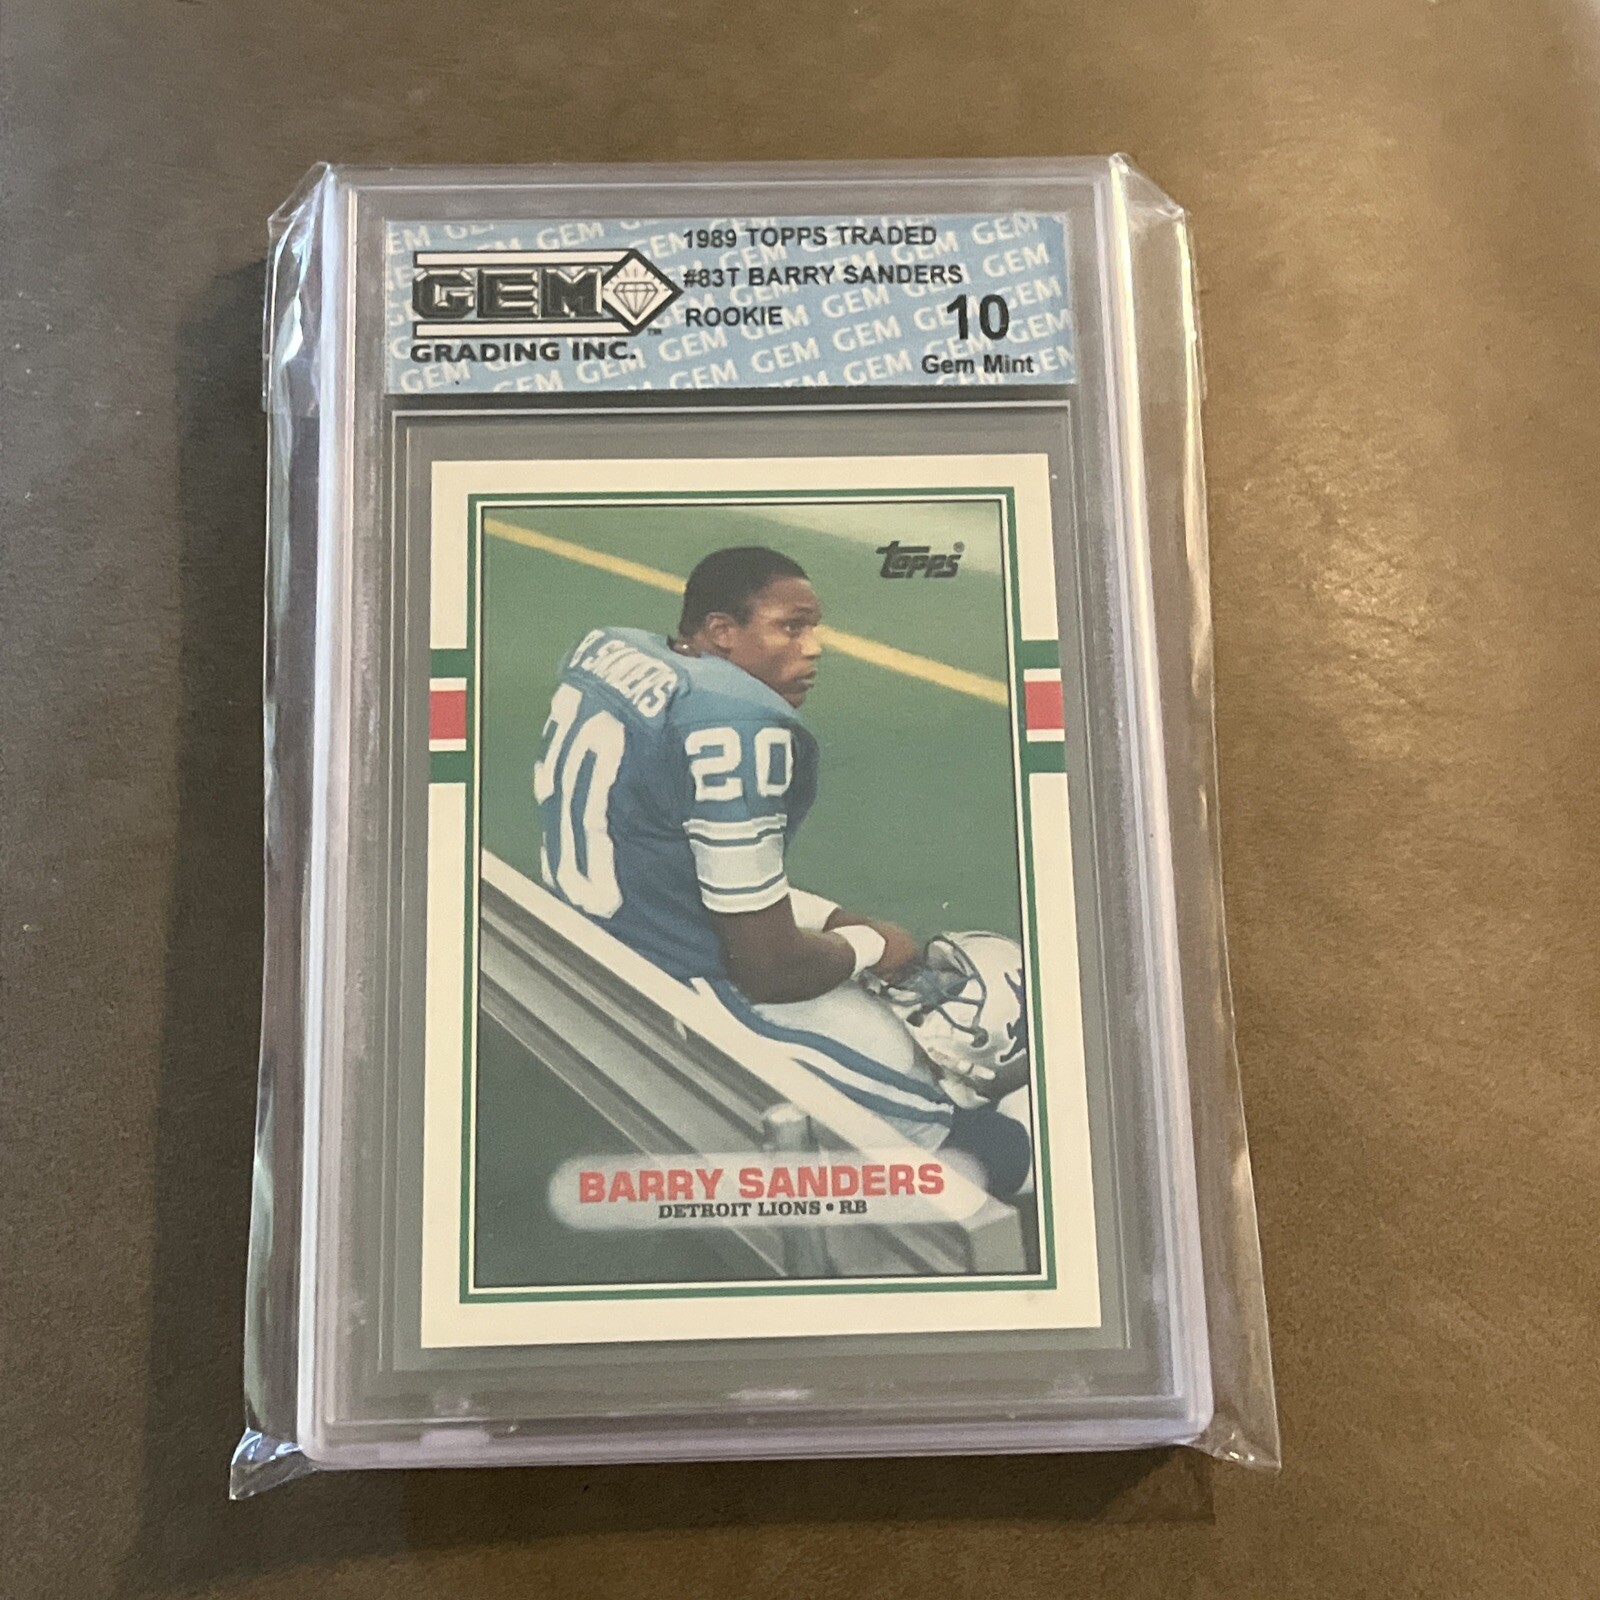 1989 TOPPS TRADED
#83T BARRY SANDERS
ROOKIE
10
Gem Mint
GEM™
GRADING INC.
topps®
B SANDERS
20
20
BARRY SANDERS
DETROIT LIONS • RB